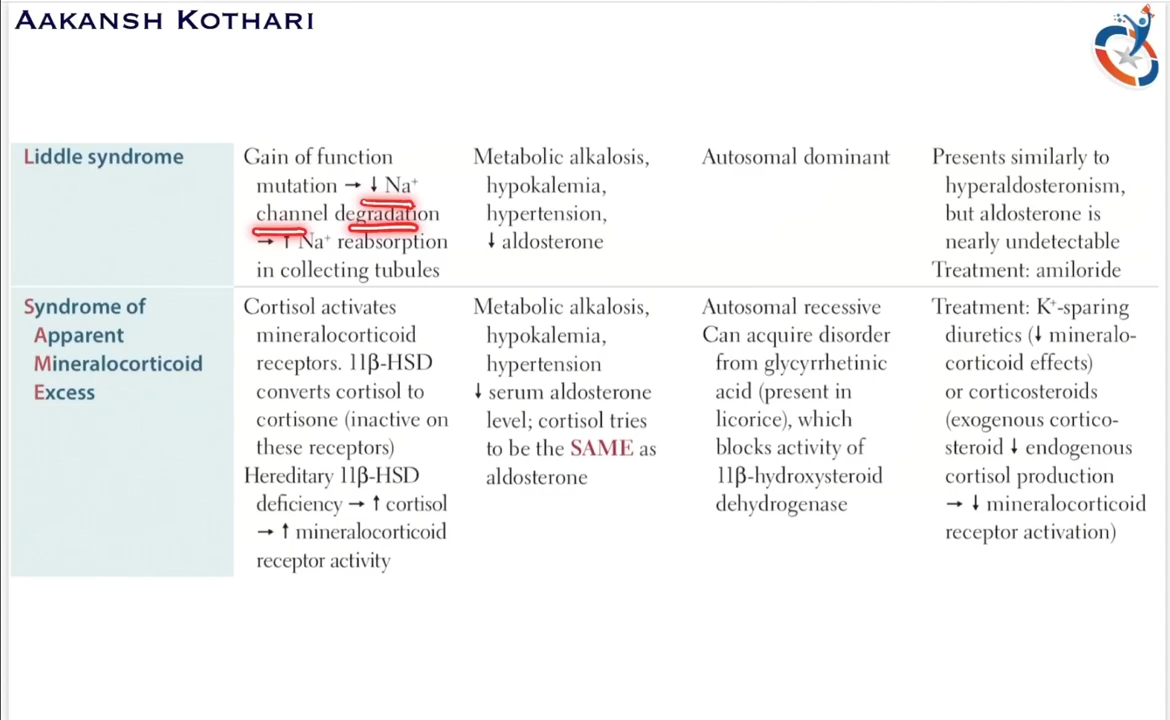 AAKANSH KOTHARI
Liddle syndrome
Gain of function
mutation → ↓ Na⁺
channel degradation
→ ↑ Na⁺ reabsorption
in collecting tubules
Metabolic alkalosis,
hypokalemia,
hypertension,
↓ aldosterone
Autosomal dominant
Presents similarly to
hyperaldosteronism,
but aldosterone is
nearly undetectable
Treatment: amiloride
Syndrome of
Apparent
Mineralocorticoid
Excess
Cortisol activates
mineralocorticoid
receptors. 11β-HSD
converts cortisol to
cortisone (inactive on
these receptors)
Hereditary 11β-HSD
deficiency → ↑ cortisol
→ ↑ mineralocorticoid
receptor activity
Metabolic alkalosis,
hypokalemia,
hypertension
↓ serum aldosterone
level; cortisol tries
to be the SAME as
aldosterone
Autosomal recessive
Can acquire disorder
from glycyrrhetinic
acid (present in
licorice), which
blocks activity of
11β-hydroxysteroid
dehydrogenase
Treatment: K⁺-sparing
diuretics (↓ mineralo-
corticoid effects)
or corticosteroids
(exogenous cortico-
steroid ↓ endogenous
cortisol production
→ ↓ mineralocorticoid
receptor activation)